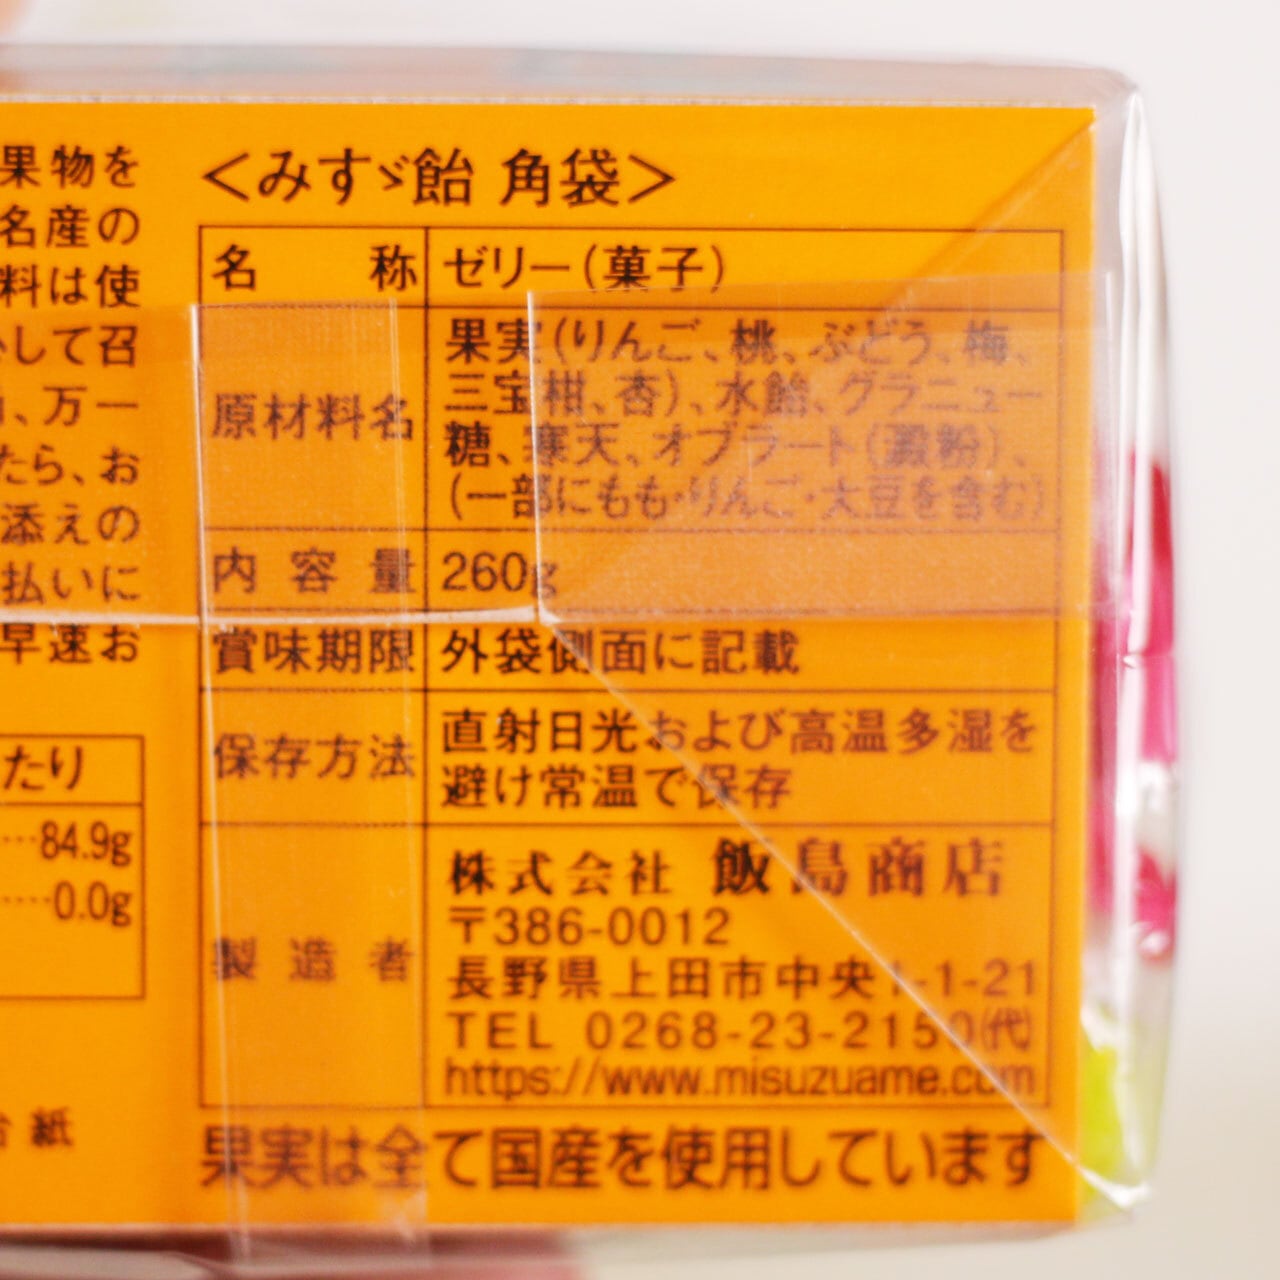 果物を
名産の
料は使
して召
、万一
たら、お
添えの
払いに
早速お
たり
…84.9g
……0.0g
台紙
＜みすゞ飴 角袋＞
名称 ゼリー（菓子）
原材料名 果実（りんご、桃、ぶどう、梅、
三宝柑、杏）、水飴、グラニュー
糖、寒天、オブラート（澱粉）、
（一部にもも・りんご・大豆を含む）
内容量 260g
賞味期限 外袋側面に記載
保存方法 直射日光および高温多湿を
避け常温で保存
製造者 株式会社 飯島商店
〒386-0012
長野県上田市中央1-1-21
TEL 0268-23-2150㈹
https://www.misuzuame.com
果実は全て国産を使用しています